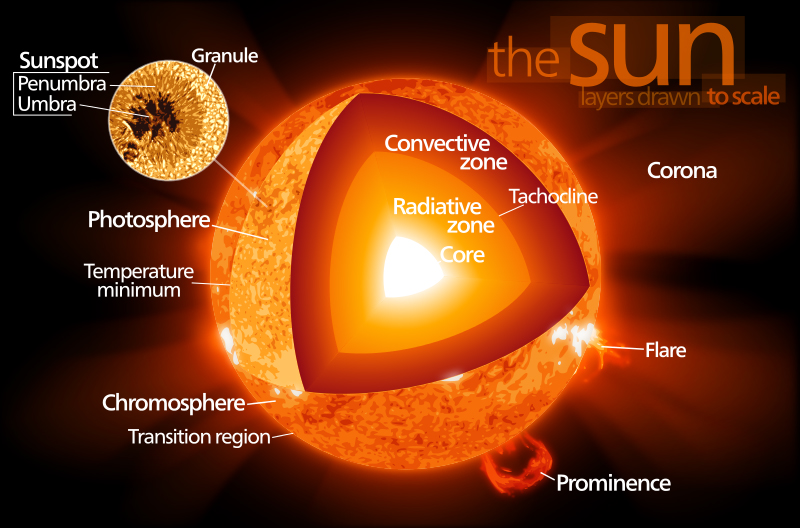 the sun
layers drawn to scale
Sunspot
Penumbra
Umbra
Granule
Convective
zone
Corona
Radiative
zone
Tachocline
Photosphere
Core
Temperature
minimum
Flare
Chromosphere
Transition region
Prominence